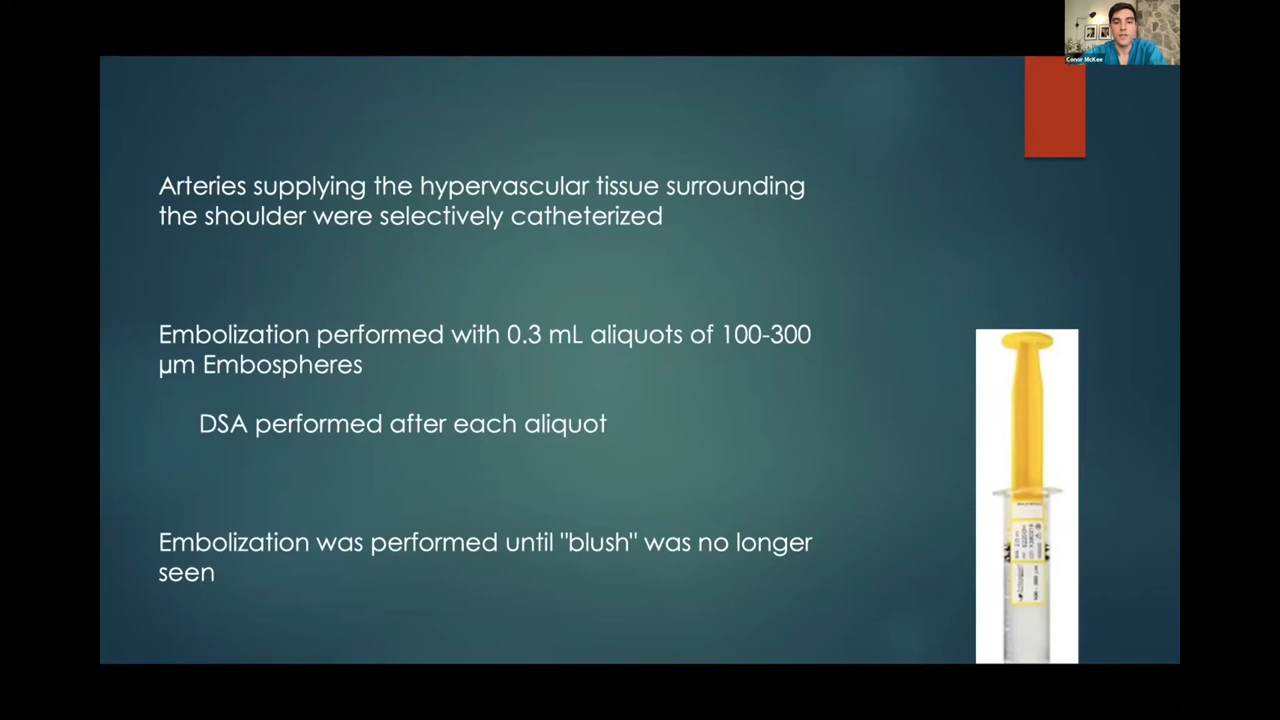 Conor McKee
Arteries supplying the hypervascular tissue surrounding
the shoulder were selectively catheterized
Embolization performed with 0.3 mL aliquots of 100-300
µm Embospheres
DSA performed after each aliquot
Embolization was performed until "blush" was no longer
seen